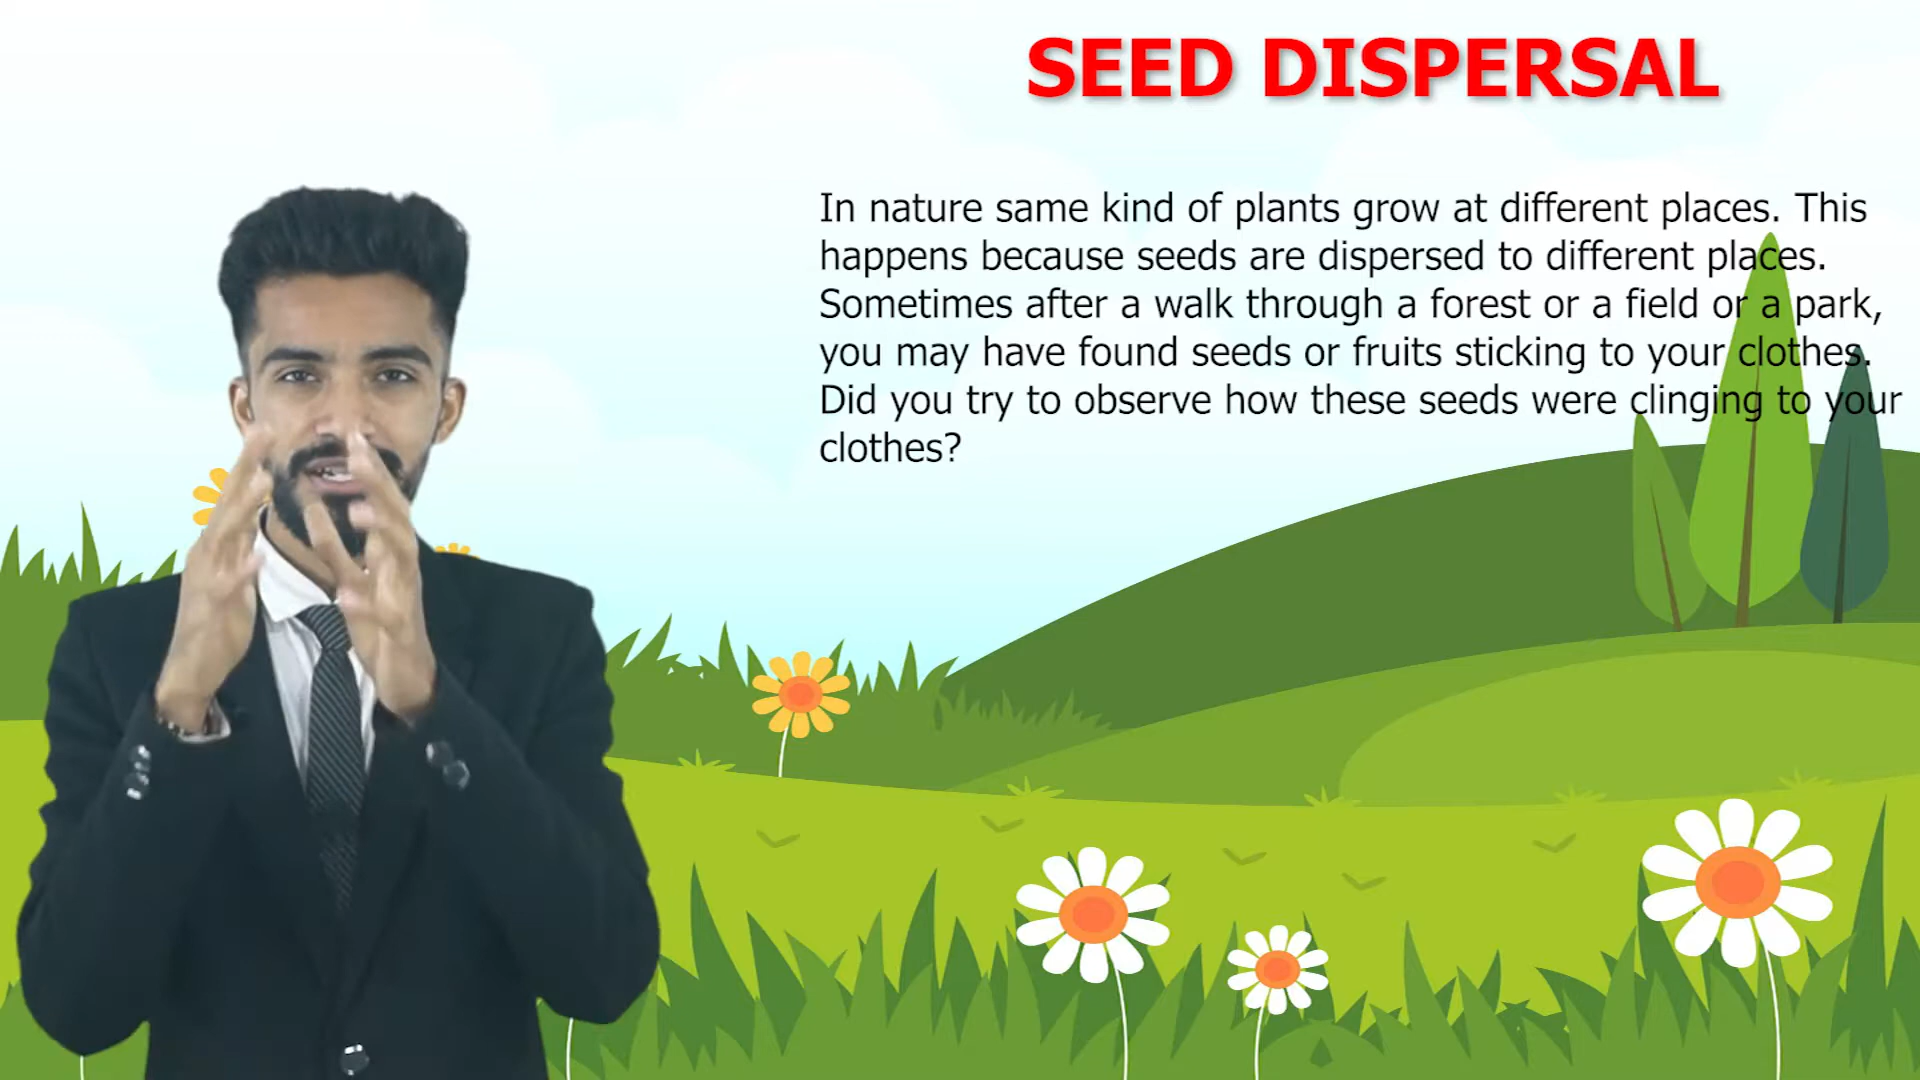 SEED DISPERSAL
In nature same kind of plants grow at different places. This
happens because seeds are dispersed to different places.
Sometimes after a walk through a forest or a field or a park,
you may have found seeds or fruits sticking to your clothes.
Did you try to observe how these seeds were clinging to your
clothes?